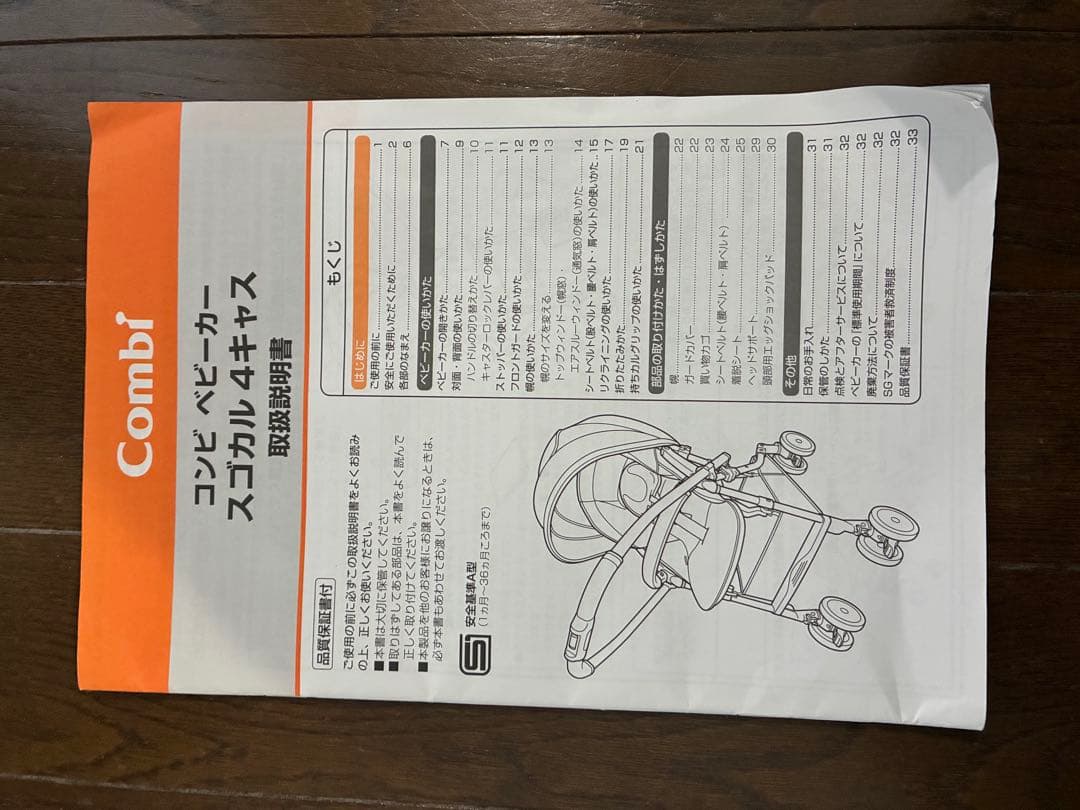 Combi
コンビ ベビーカー
スゴカル 4キャス
取扱説明書
品質保証書付
ご使用の前に必ずこの取扱説明書をよくお読み
の上、正しくお使いください。
■本書は大切に保管してください。
■取りはずしてある部品は、本書をよく読んで
正しく取り付けてください。
■本製品を他のお客様にお譲りになるときは、
必ず本書もあわせてお渡しください。
安全基準A型
(1ヵ月〜36ヵ月ころまで)
もくじ
はじめに
ご使用の前に……1
安全にご使用いただくために……2
各部のなまえ……6
ベビーカーの使いかた
ベビーカーの開きかた……7
対面・背面の使いかた……9
ハンドルの切り替えかた……10
キャスターロックレバーの使いかた……11
ストッパーの使いかた……11
フロントガードの使いかた……12
幌の使いかた……13
幌のサイズを変える……13
トップウィンドー(幌窓)・
エアスルーウィンドー(通気窓)の使いかた……14
シートベルト(股ベルト・腰ベルト・肩ベルト)の使いかた…15
リクライニングの使いかた……17
折りたたみかた……19
持ちカルグリップの使いかた……21
部品の取り付けかた・はずしかた
幌……22
ガードカバー……22
買い物カゴ……23
シートベルト(腰ベルト・肩ベルト)……24
着脱シート……25
ヘッドサポート……29
頭部用エッグショックパッド……30
その他
日常のお手入れ……31
保管のしかた……31
点検とアフターサービスについて……32
ベビーカーの「標準使用期間」について……32
廃棄方法について……32
SGマークの被害者救済制度……32
品質保証書……33